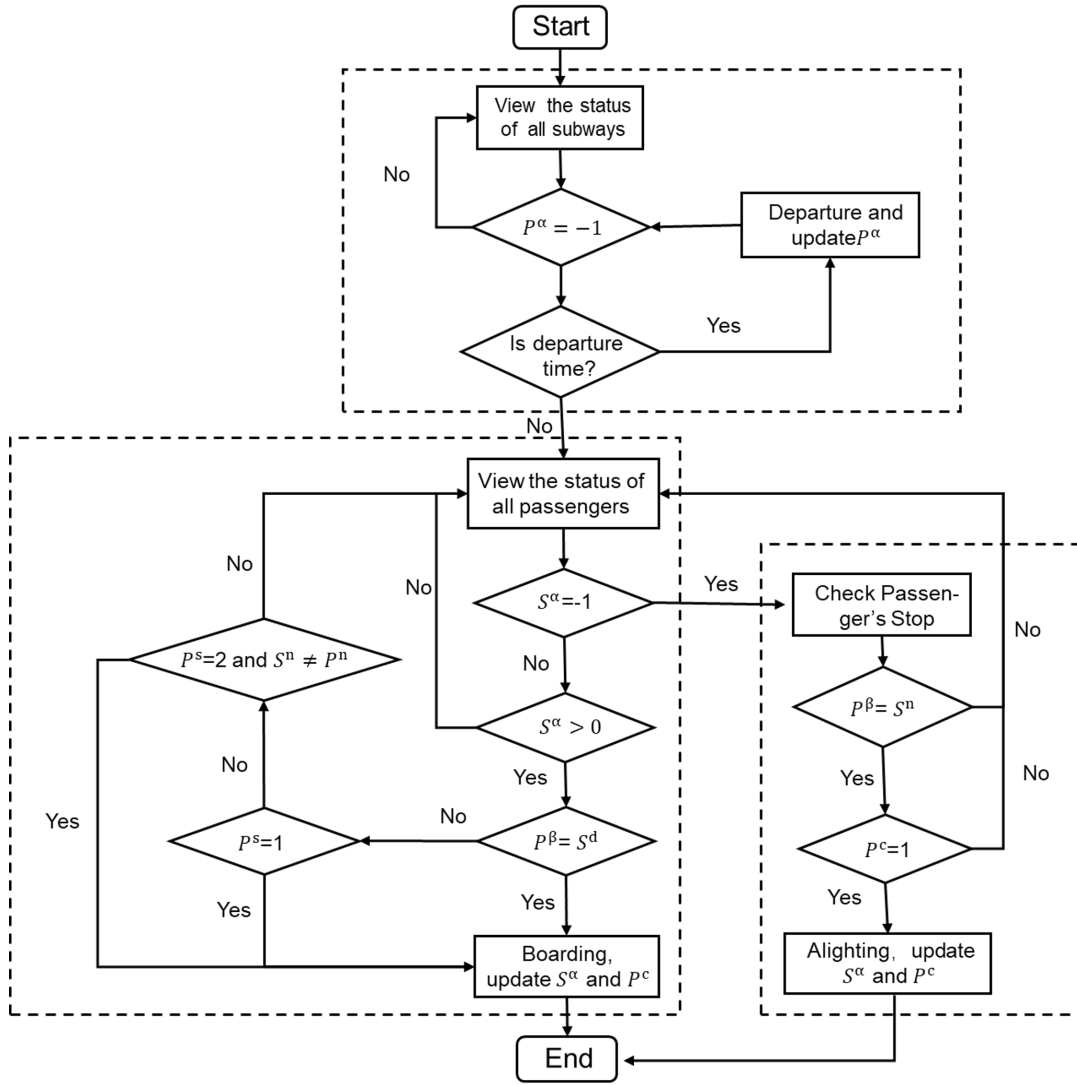 Start
View the status
of all subways
No
Pᵅ = −1
Departure and
updatePᵅ
Is departure
time?
Yes
No
View the status of
all passengers
No
No
Sᵅ=-1
Yes
Check Passen-
ger's Stop
No
Pˢ=2 and Sⁿ ≠ Pⁿ
No
Sᵅ > 0
Pᵝ= Sⁿ
No
Yes
No
Yes
Yes
No
Pˢ=1
Pᵝ= Sᵈ
Pᶜ=1
Yes
Yes
Yes
Boarding,
update Sᵅ and Pᶜ
Alighting, update
Sᵅ and Pᶜ
End